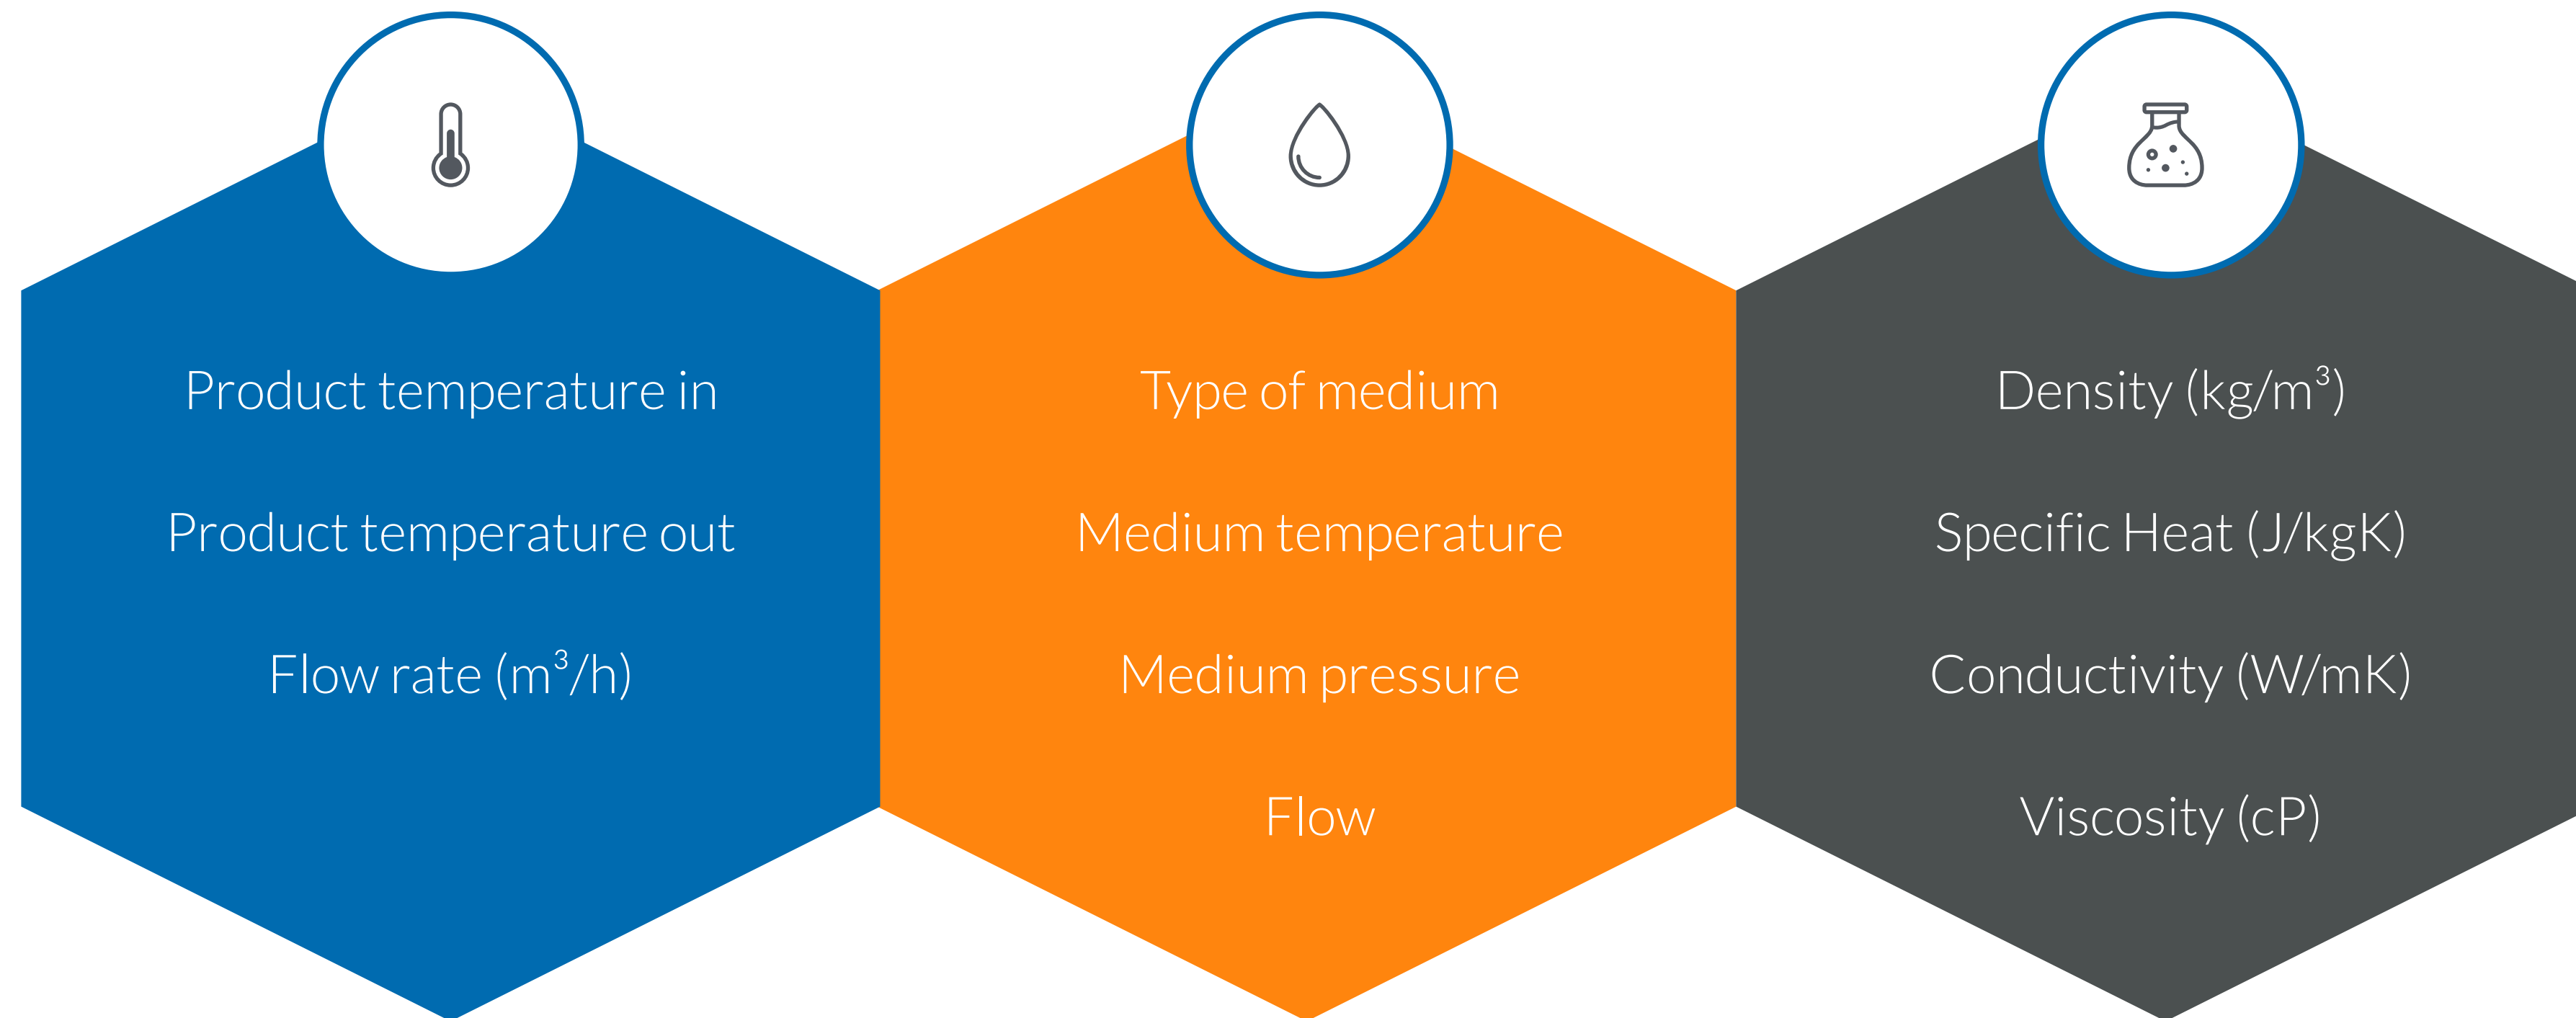 Product temperature in
Product temperature out
Flow rate (m³/h)
Type of medium
Medium temperature
Medium pressure
Flow
Density (kg/m³)
Specific Heat (J/kgK)
Conductivity (W/mK)
Viscosity (cP)